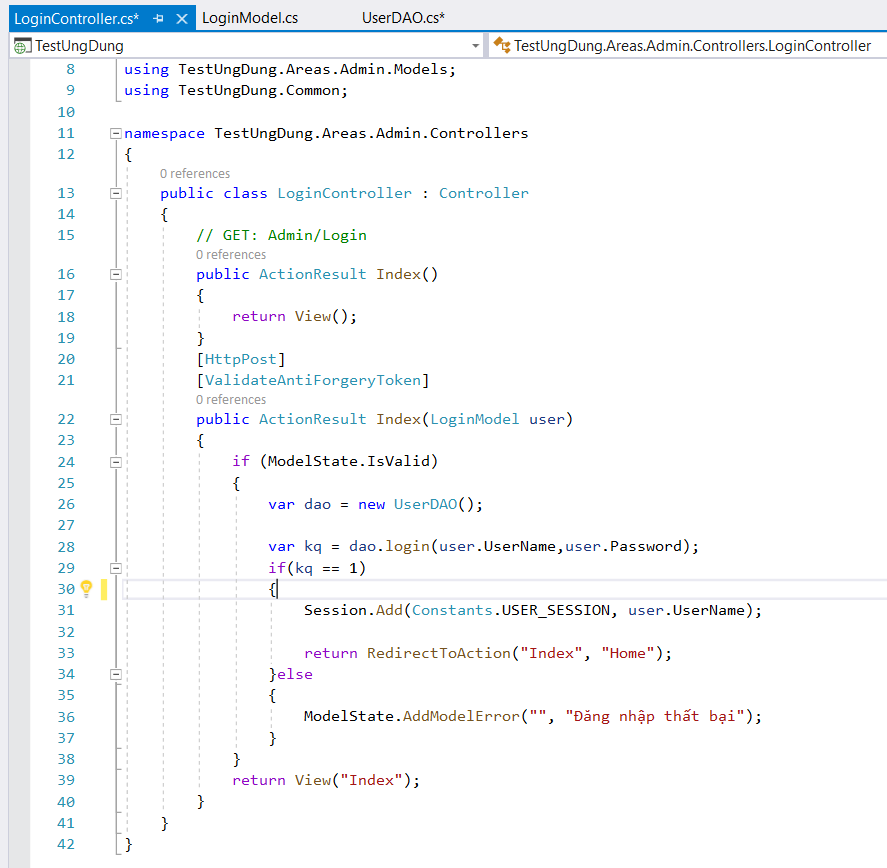 LoginController.cs* LoginModel.cs UserDAO.cs*
TestUngDung TestUngDung.Areas.Admin.Controllers.LoginController
8 using TestUngDung.Areas.Admin.Models;
9 using TestUngDung.Common;
10
11 namespace TestUngDung.Areas.Admin.Controllers
12 {
0 references
13 public class LoginController : Controller
14 {
15 // GET: Admin/Login
0 references
16 public ActionResult Index()
17 {
18 return View();
19 }
20 [HttpPost]
21 [ValidateAntiForgeryToken]
0 references
22 public ActionResult Index(LoginModel user)
23 {
24 if (ModelState.IsValid)
25 {
26 var dao = new UserDAO();
27
28 var kq = dao.login(user.UserName,user.Password);
29 if(kq == 1)
30 {
31 Session.Add(Constants.USER_SESSION, user.UserName);
32
33 return RedirectToAction("Index", "Home");
34 }else
35 {
36 ModelState.AddModelError("", "Đăng nhập thất bại");
37 }
38 }
39 return View("Index");
40 }
41 }
42 }